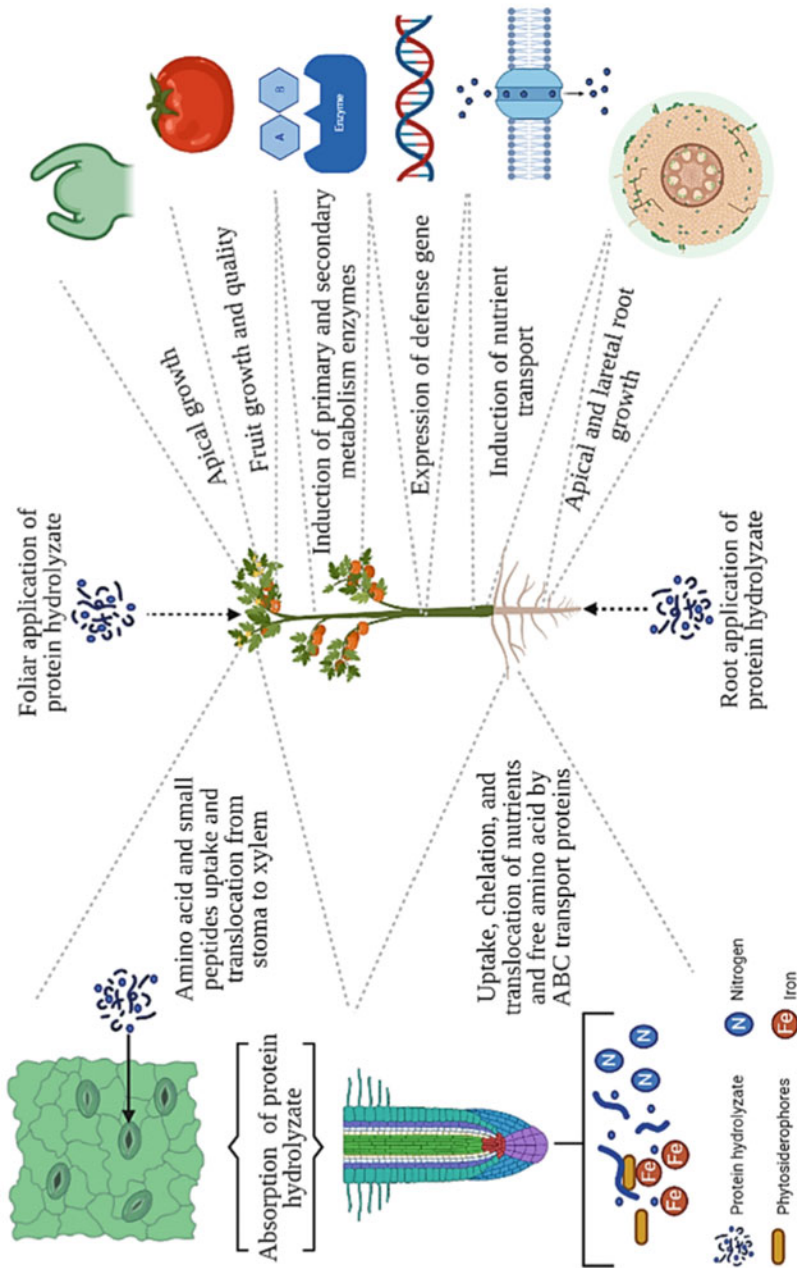 Foliar application of
protein hydrolyzate
Amino acid and small
peptides uptake and
translocation from
stoma to xylem
Absorption of protein
hydrolyzate
Uptake, chelation, and
translocation of nutrients
and free amino acid by
ABC transport proteins
N
N
N
Fe
Fe
Fe
Protein hydrolyzate
N
Nitrogen
Phytosiderophores
Fe
Iron
Apical growth
Fruit growth and quality
Induction of primary and secondary
metabolism enzymes
Expression of defense gene
Induction of nutrient
transport
Apical and laretal root
growth
A
B
Enzyme
Root application of
protein hydrolyzate